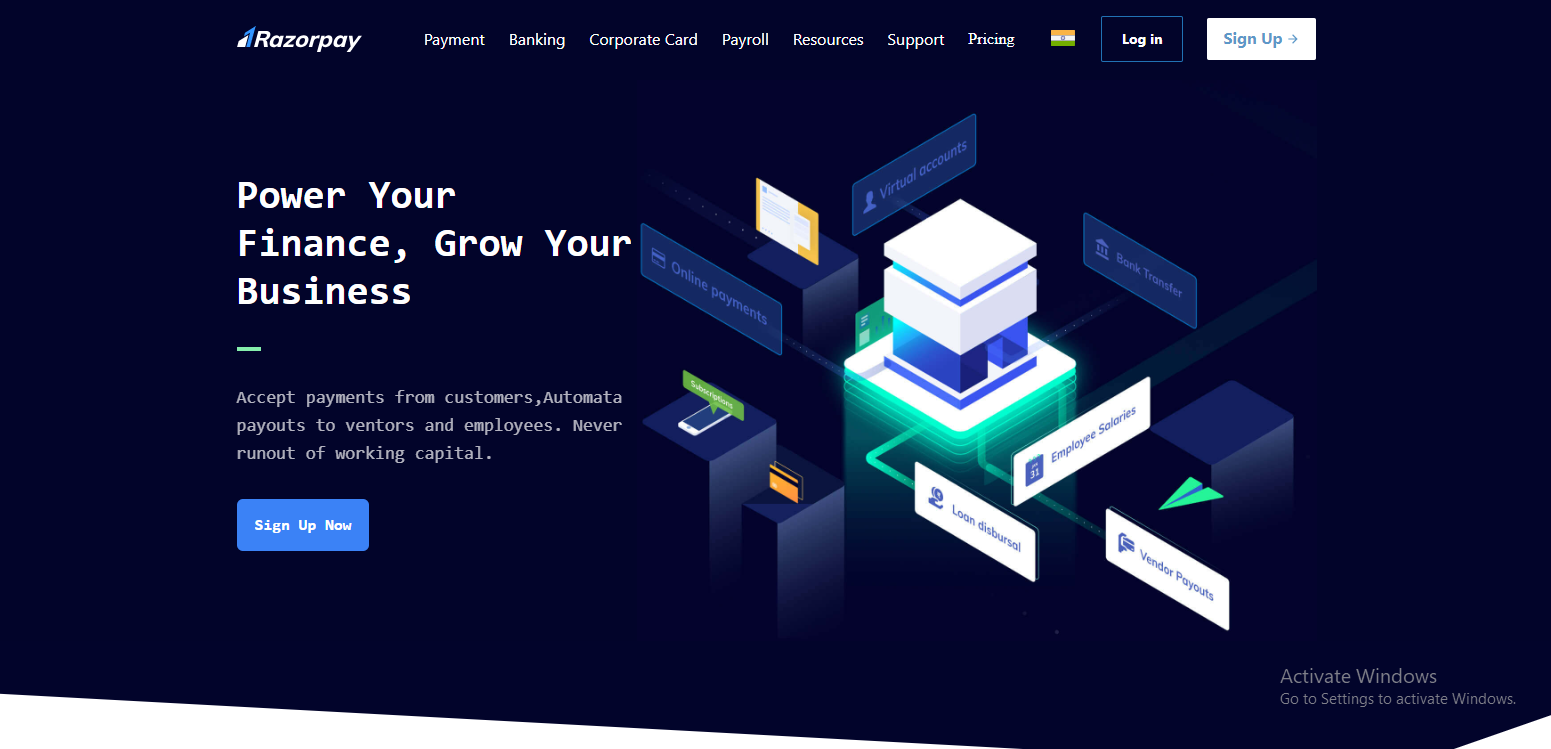 Razorpay
Payment Banking Corporate Card Payroll Resources Support Pricing Log in Sign Up →
Power Your
Finance, Grow Your
Business
Accept payments from customers,Automata
payouts to ventors and employees. Never
runout of working capital.
Sign Up Now
Virtual accounts
Online payments
Bank Transfer
Subscriptions
Employee Salaries
31
Loan disbursal
Vendor Payouts
Activate Windows
Go to Settings to activate Windows.